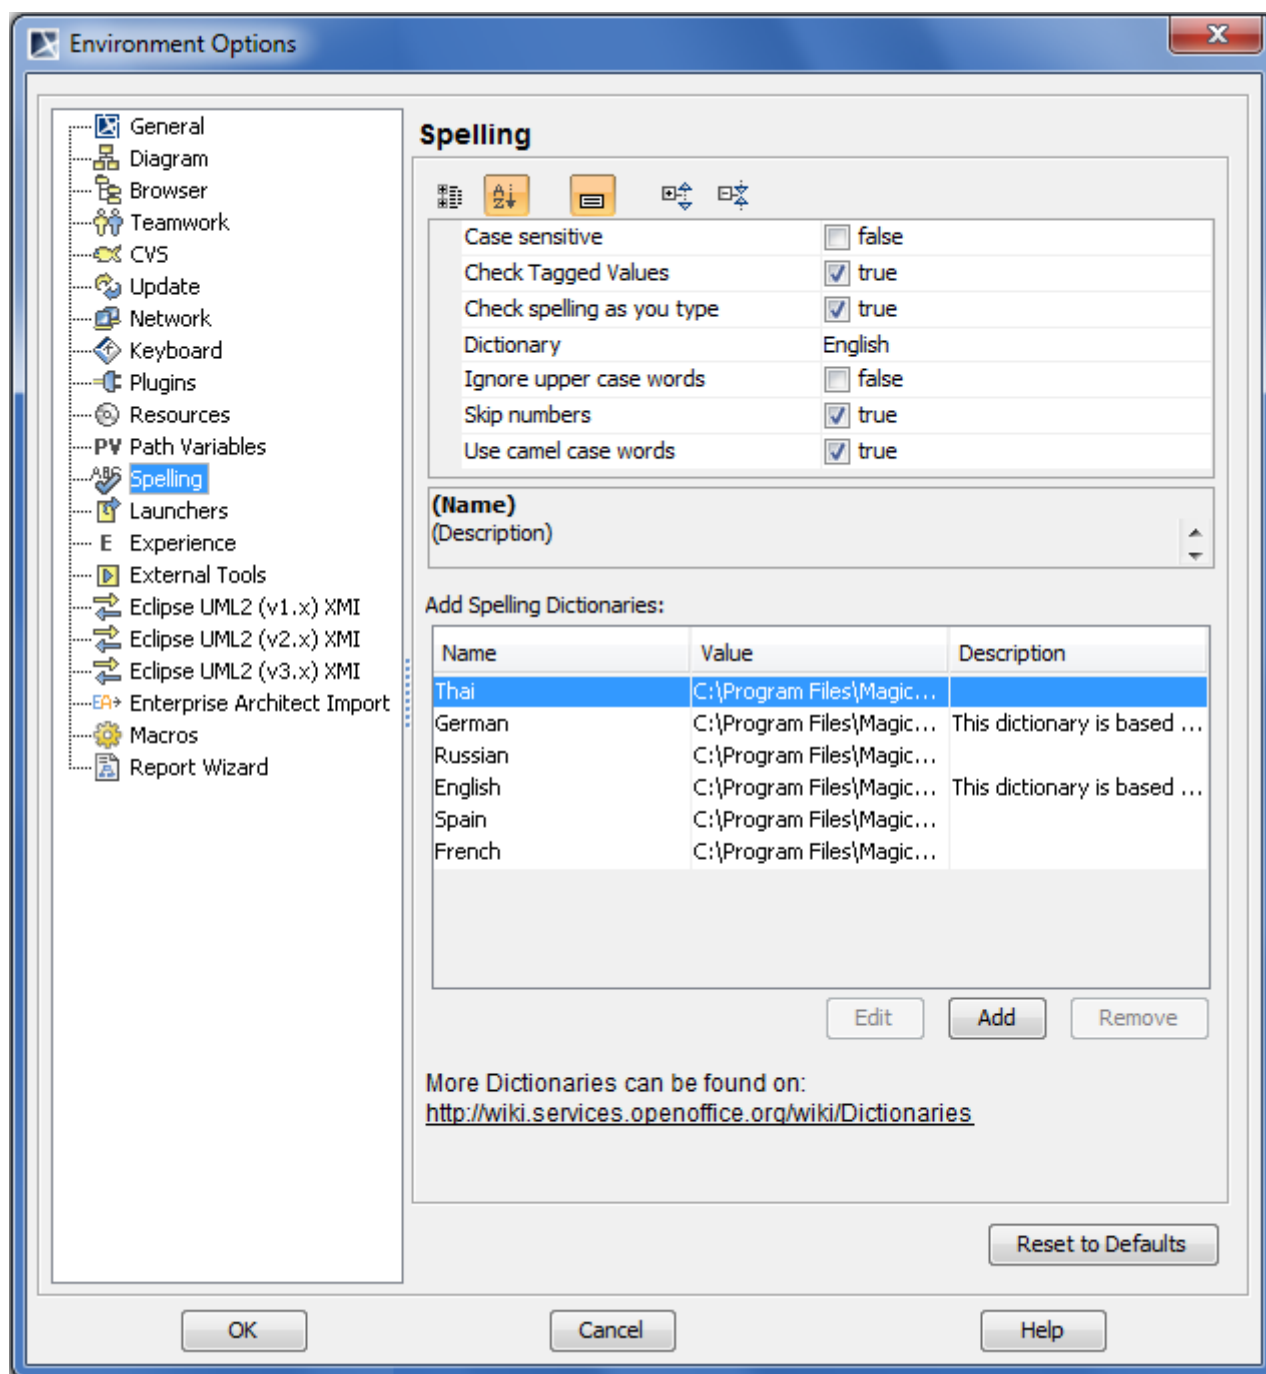 Environment Options
General
Diagram
Browser
Teamwork
CVS
Update
Network
Keyboard
Plugins
Resources
PV Path Variables
ABC Spelling
Launchers
E Experience
External Tools
Eclipse UML2 (v1.x) XMI
Eclipse UML2 (v2.x) XMI
Eclipse UML2 (v3.x) XMI
EA Enterprise Architect Import
Macros
Report Wizard
Spelling
Case sensitive false
Check Tagged Values true
Check spelling as you type true
Dictionary English
Ignore upper case words false
Skip numbers true
Use camel case words true
(Name)
(Description)
Add Spelling Dictionaries:
Name Value Description
Thai C:\Program Files\Magic...
German C:\Program Files\Magic... This dictionary is based ...
Russian C:\Program Files\Magic...
English C:\Program Files\Magic... This dictionary is based ...
Spain C:\Program Files\Magic...
French C:\Program Files\Magic...
Edit Add Remove
More Dictionaries can be found on:
http://wiki.services.openoffice.org/wiki/Dictionaries
Reset to Defaults
OK Cancel Help